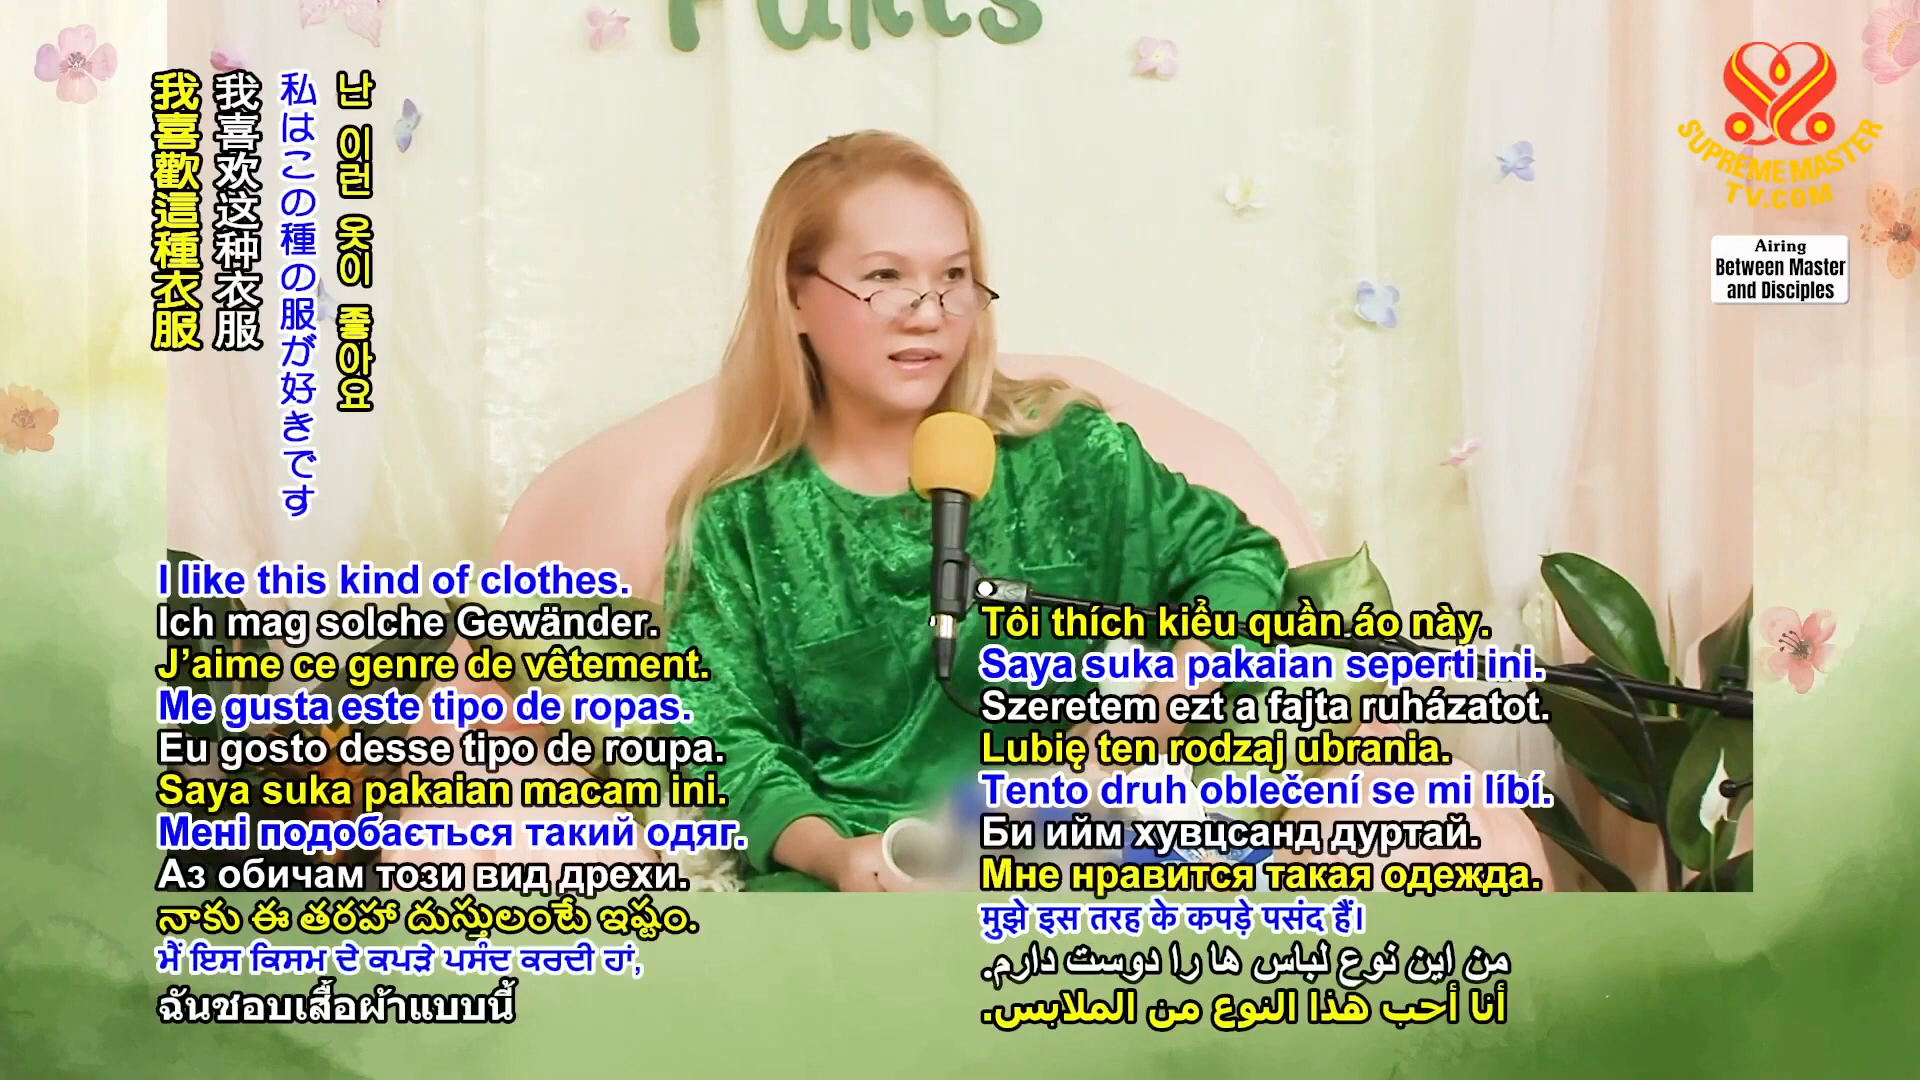 我喜歡這種衣服
我喜欢这种衣服
私はこの種の服が好きです
난 이런 옷이 좋아요
SUPREME MASTER
TV.COM
Airing
Between Master
and Disciples
I like this kind of clothes.
Ich mag solche Gewänder.
J’aime ce genre de vêtement.
Me gusta este tipo de ropas.
Eu gosto desse tipo de roupa.
Saya suka pakaian macam ini.
Мені подобається такий одяг.
Аз обичам този вид дрехи.
నాకు ఈ తరహా దుస్తులంటే ఇష్టం.
ਮੈਂ ਇਸ ਕਿਸਮ ਦੇ ਕਪੜੇ ਪਸੰਦ ਕਰਦੀ ਹਾਂ,
ฉันชอบเสื้อผ้าแบบนี้
Tôi thích kiểu quần áo này.
Saya suka pakaian seperti ini.
Szeretem ezt a fajta ruházatot.
Lubię ten rodzaj ubrania.
Tento druh oblečení se mi líbí.
Би ийм хувцсанд дуртай.
Мне нравится такая одежда.
मुझे इस तरह के कपड़े पसंद हैं।
من این نوع لباس ها را دوست دارم.
أنا أحب هذا النوع من الملابس.